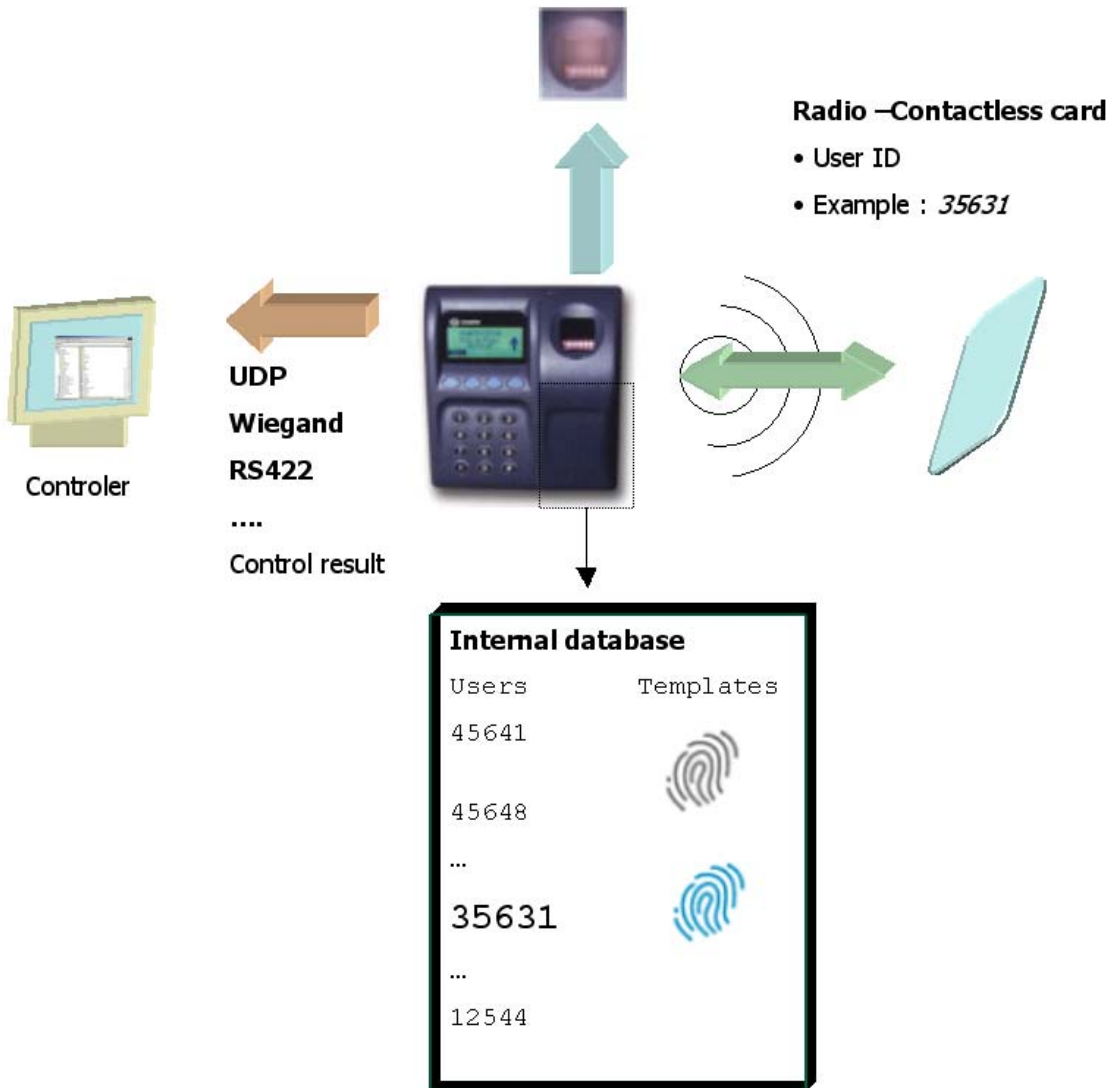 Radio –Contactless card
• User ID
• Example : 35631
UDP
Wiegand
RS422
....
Control result
Controler
Internal database
Users Templates
45641
45648
...
35631
...
12544